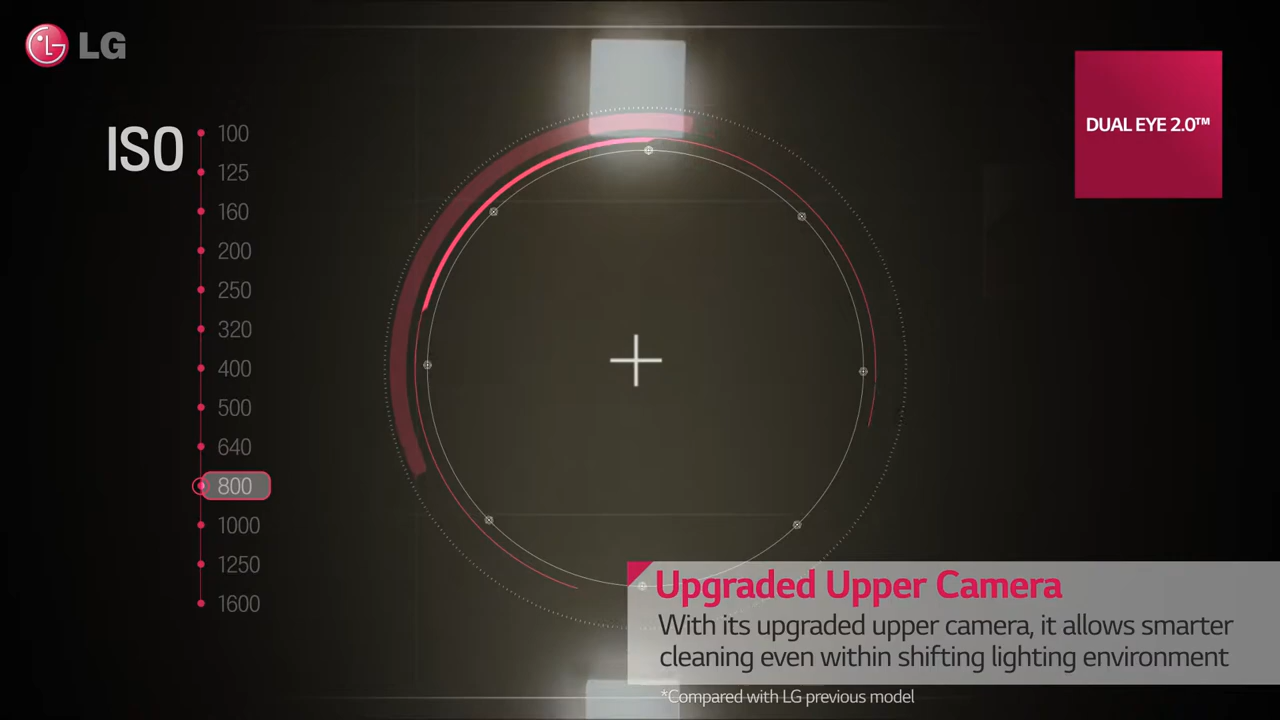 LG
ISO
100
125
160
200
250
320
400
500
640
800
1000
1250
1600
DUAL EYE 2.0™
Upgraded Upper Camera
With its upgraded upper camera, it allows smarter
cleaning even within shifting lighting environment
*Compared with LG previous model